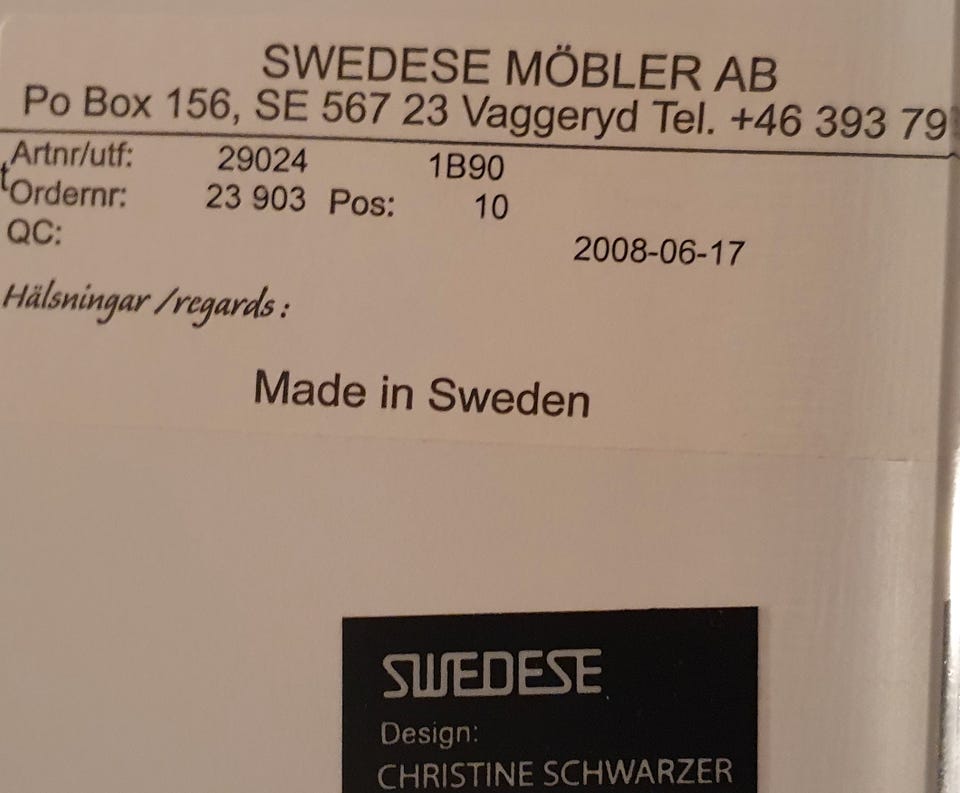 SWEDESE MÖBLER AB
Po Box 156, SE 567 23 Vaggeryd Tel. +46 393 79
Artnr/utf: 29024 1B90
Ordernr: 23 903 Pos: 10
QC:
2008-06-17
Hälsningar /regards :
Made in Sweden
SWEDESE
Design:
CHRISTINE SCHWARZER